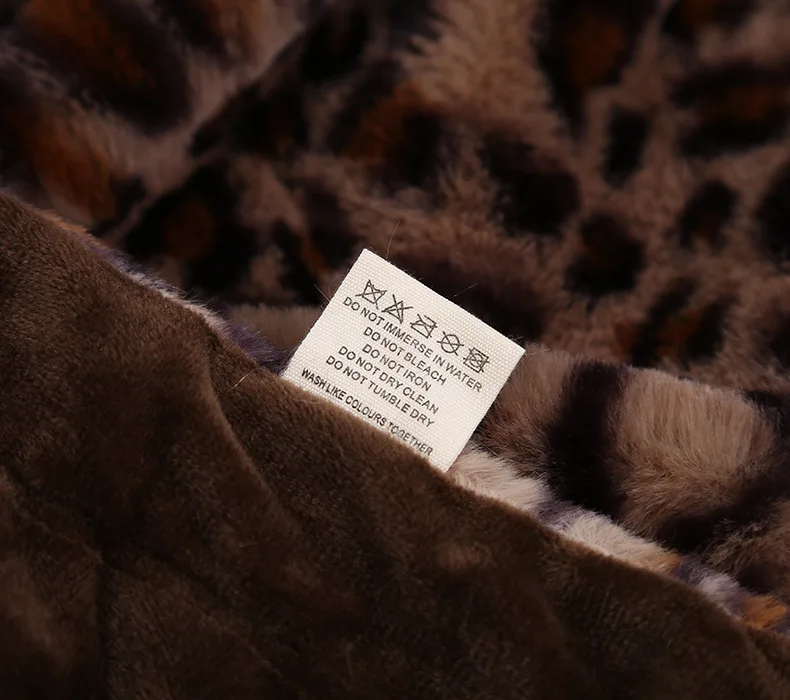 DO NOT IMMERSE IN WATER
DO NOT BLEACH
DO NOT IRON
DO NOT DRY CLEAN
DO NOT TUMBLE DRY
WASH LIKE COLOURS TOGETHER